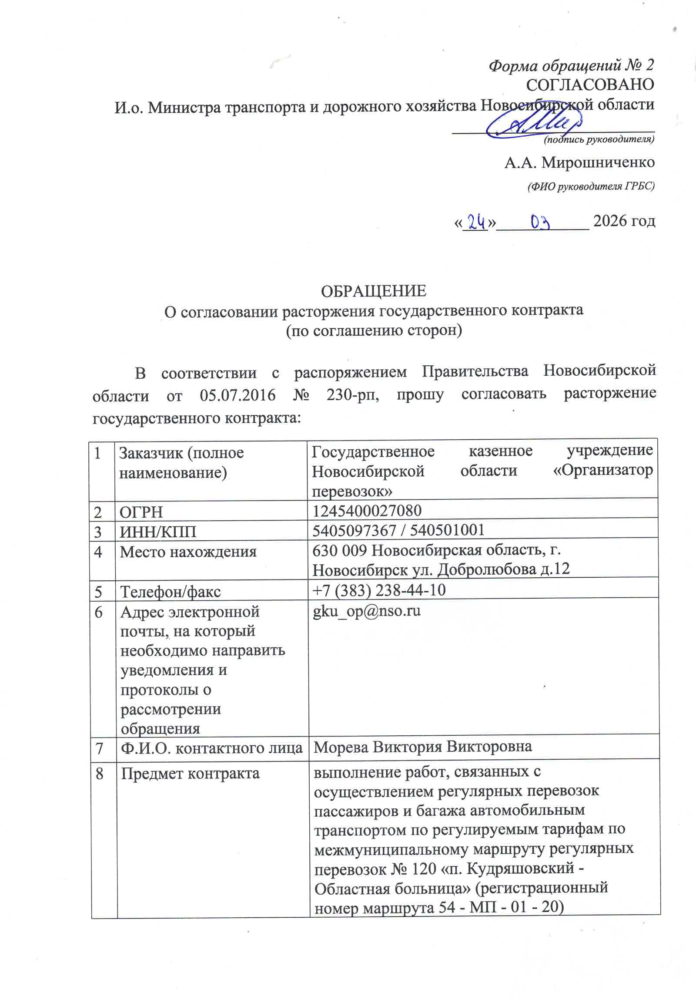 Форма обращений № 2
СОГЛАСОВАНО
И.о. Министра транспорта и дорожного хозяйства Новосибирской области
(подпись руководителя)
А.А. Мирошниченко
(ФИО руководителя ГРБС)
«24» 03 2026 год
ОБРАЩЕНИЕ
О согласовании расторжения государственного контракта
(по соглашению сторон)
В соответствии с распоряжением Правительства Новосибирской
области от 05.07.2016 № 230-рп, прошу согласовать расторжение
государственного контракта:
1 Заказчик (полное
наименование)
Государственное казенное учреждение
Новосибирской области «Организатор
перевозок»
2 ОГРН 1245400027080
3 ИНН/КПП 5405097367 / 540501001
4 Место нахождения
630 009 Новосибирская область, г.
Новосибирск ул. Добролюбова д.12
5 Телефон/факс +7 (383) 238-44-10
6 Адрес электронной
почты, на который
необходимо направить
уведомления и
протоколы о
рассмотрении
обращения
gku_op@nso.ru
7 Ф.И.О. контактного лица Морева Виктория Викторовна
8 Предмет контракта
выполнение работ, связанных с
осуществлением регулярных перевозок
пассажиров и багажа автомобильным
транспортом по регулируемым тарифам по
межмуниципальному маршруту регулярных
перевозок № 120 «п. Кудряшовский -
Областная больница» (регистрационный
номер маршрута 54 - МП - 01 - 20)